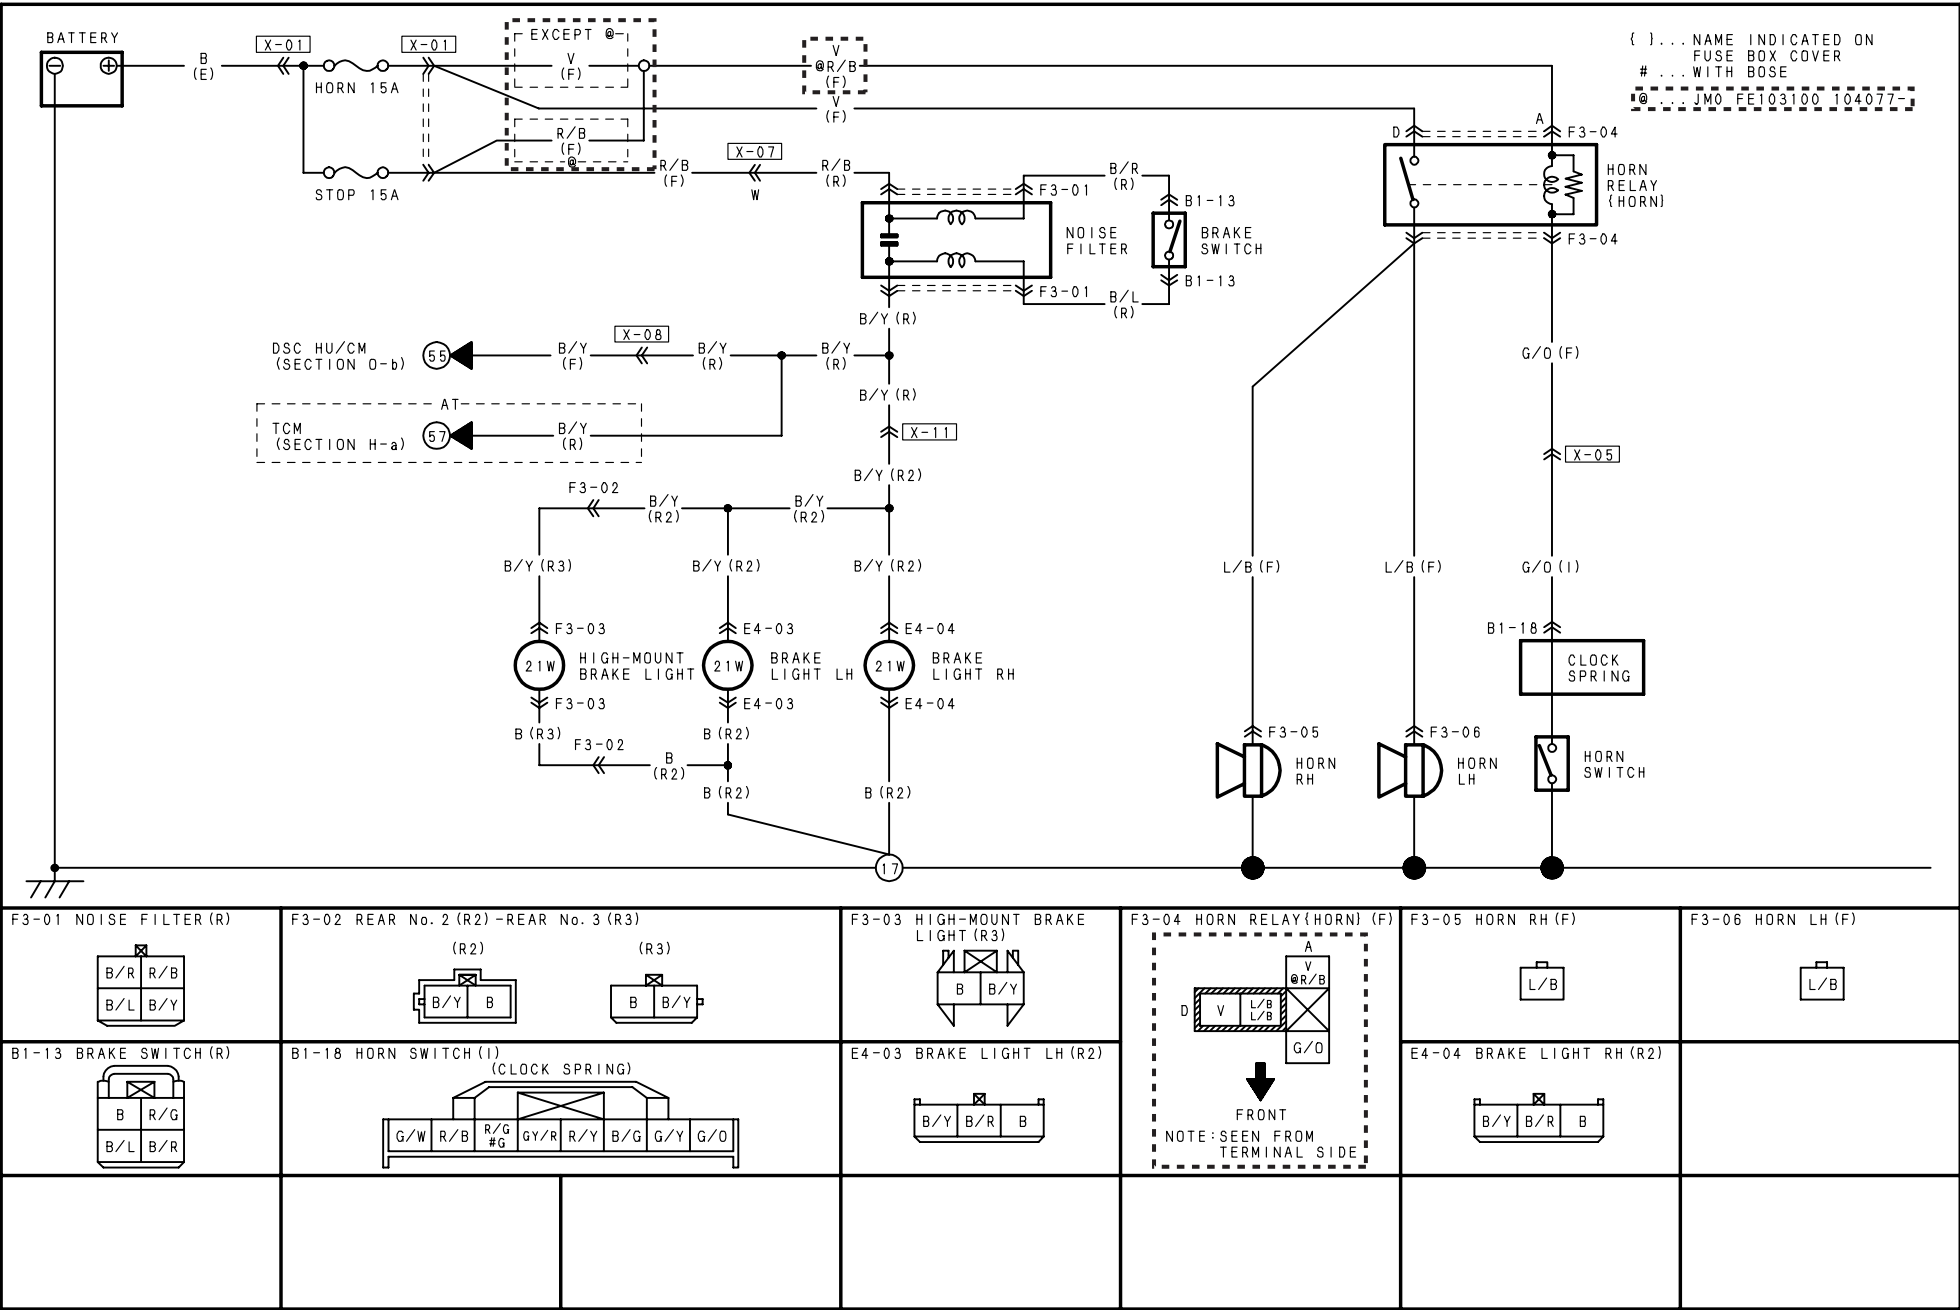 BATTERY
B
(E)
X-01
X-01
HORN 15A
STOP 15A
EXCEPT @
V
(F)
R/B
(F)
@
V
@R/B
(F)
V
(F)
R/B
(F)
X-07
W
R/B
(R)
{ }...NAME INDICATED ON
FUSE BOX COVER
# ...WITH BOSE
@ ...JM0 FE103100 104077-
D
A
F3-04
HORN
RELAY
{HORN}
F3-04
F3-01
B/R
(R)
B1-13
NOISE
FILTER
BRAKE
SWITCH
B1-13
F3-01
B/L
(R)
B/Y(R)
DSC HU/CM
(SECTION O-b)
55
B/Y
(F)
X-08
B/Y
(R)
B/Y
(R)
G/O(F)
B/Y(R)
AT
TCM
(SECTION H-a)
57
B/Y
(R)
X-11
X-05
B/Y(R2)
F3-02
B/Y
(R2)
B/Y
(R2)
B/Y(R3)
B/Y(R2)
B/Y(R2)
L/B(F)
L/B(F)
G/O(I)
F3-03
E4-03
E4-04
B1-18
21W
HIGH-MOUNT
BRAKE LIGHT
21W
BRAKE
LIGHT LH
21W
BRAKE
LIGHT RH
CLOCK
SPRING
F3-03
E4-03
E4-04
B(R3)
F3-02
B
(R2)
B(R2)
F3-05
F3-06
HORN
RH
HORN
LH
HORN
SWITCH
B(R2)
B(R2)
17
F3-01 NOISE FILTER(R)
B/R R/B
B/L B/Y
F3-02 REAR No.2(R2)-REAR No.3(R3)
(R2)
(R3)
B/Y B
B B/Y
F3-03 HIGH-MOUNT BRAKE
LIGHT(R3)
B B/Y
F3-04 HORN RELAY{HORN}(F)
A
V
@R/B
D
V
L/B
L/B
G/O
FRONT
NOTE:SEEN FROM
TERMINAL SIDE
F3-05 HORN RH(F)
L/B
F3-06 HORN LH(F)
L/B
B1-13 BRAKE SWITCH(R)
B R/G
B/L B/R
B1-18 HORN SWITCH(I)
(CLOCK SPRING)
G/W R/B R/G #G GY/R R/Y B/G G/Y G/O
E4-03 BRAKE LIGHT LH(R2)
B/Y B/R B
E4-04 BRAKE LIGHT RH(R2)
B/Y B/R B